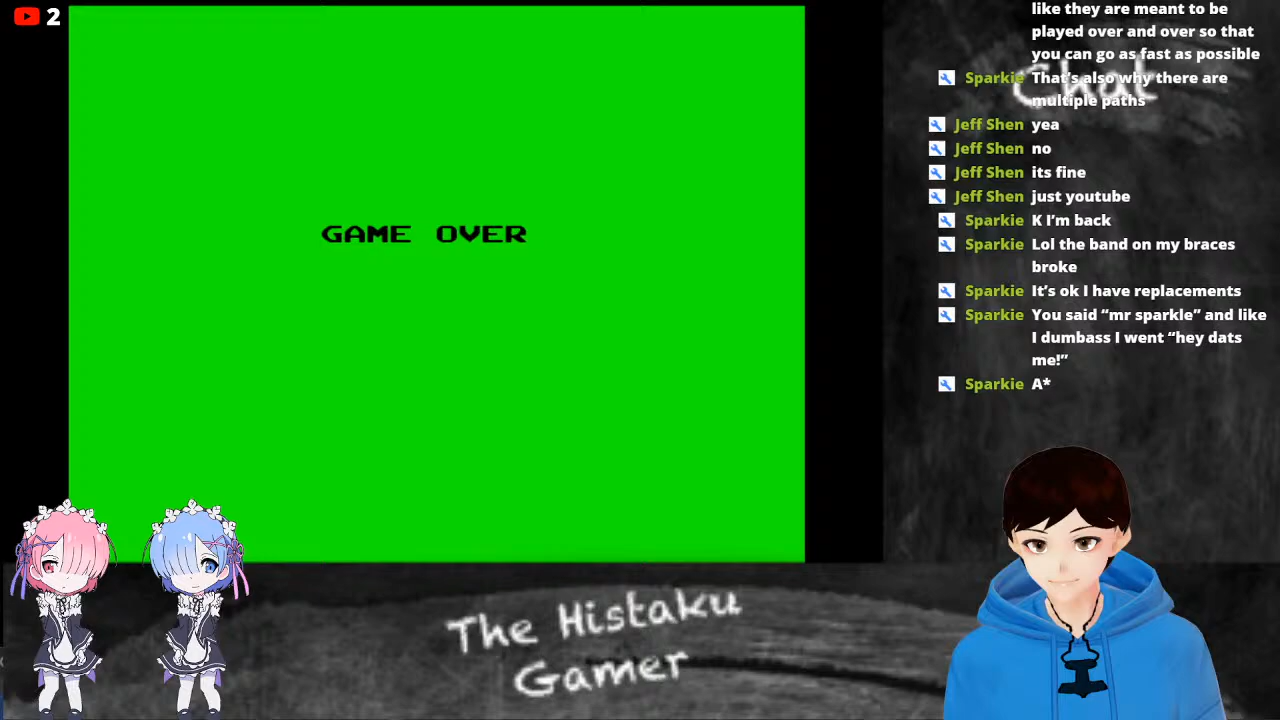 2
GAME OVER
like they are meant to be
played over and over so that
you can go as fast as possible
Chat
Sparkie That's also why there are
multiple paths
Jeff Shen yea
Jeff Shen no
Jeff Shen its fine
Jeff Shen just youtube
Sparkie K I'm back
Sparkie Lol the band on my braces
broke
Sparkie It's ok I have replacements
Sparkie You said “mr sparkle” and like
I dumbass I went “hey dats
me!”
Sparkie A*
The Histaku
Gamer